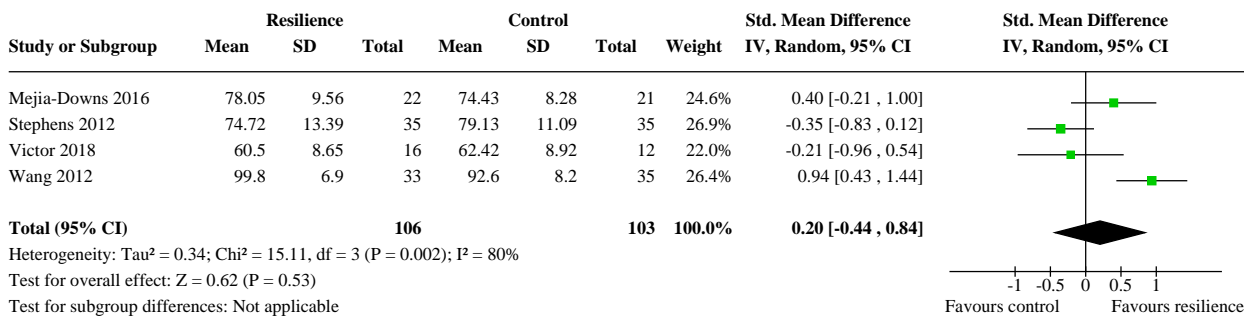 Resilience Control Std. Mean Difference Std. Mean Difference
Study or Subgroup Mean SD Total Mean SD Total Weight IV, Random, 95% CI IV, Random, 95% CI
Mejia-Downs 2016 78.05 9.56 22 74.43 8.28 21 24.6% 0.40 [-0.21 , 1.00]
Stephens 2012 74.72 13.39 35 79.13 11.09 35 26.9% -0.35 [-0.83 , 0.12]
Victor 2018 60.5 8.65 16 62.42 8.92 12 22.0% -0.21 [-0.96 , 0.54]
Wang 2012 99.8 6.9 33 92.6 8.2 35 26.4% 0.94 [0.43 , 1.44]
Total (95% CI) 106 103 100.0% 0.20 [-0.44 , 0.84]
Heterogeneity: Tau² = 0.34; Chi² = 15.11, df = 3 (P = 0.002); I² = 80%
Test for overall effect: Z = 0.62 (P = 0.53)
Test for subgroup differences: Not applicable
-1 -0.5 0 0.5 1
Favours control Favours resilience